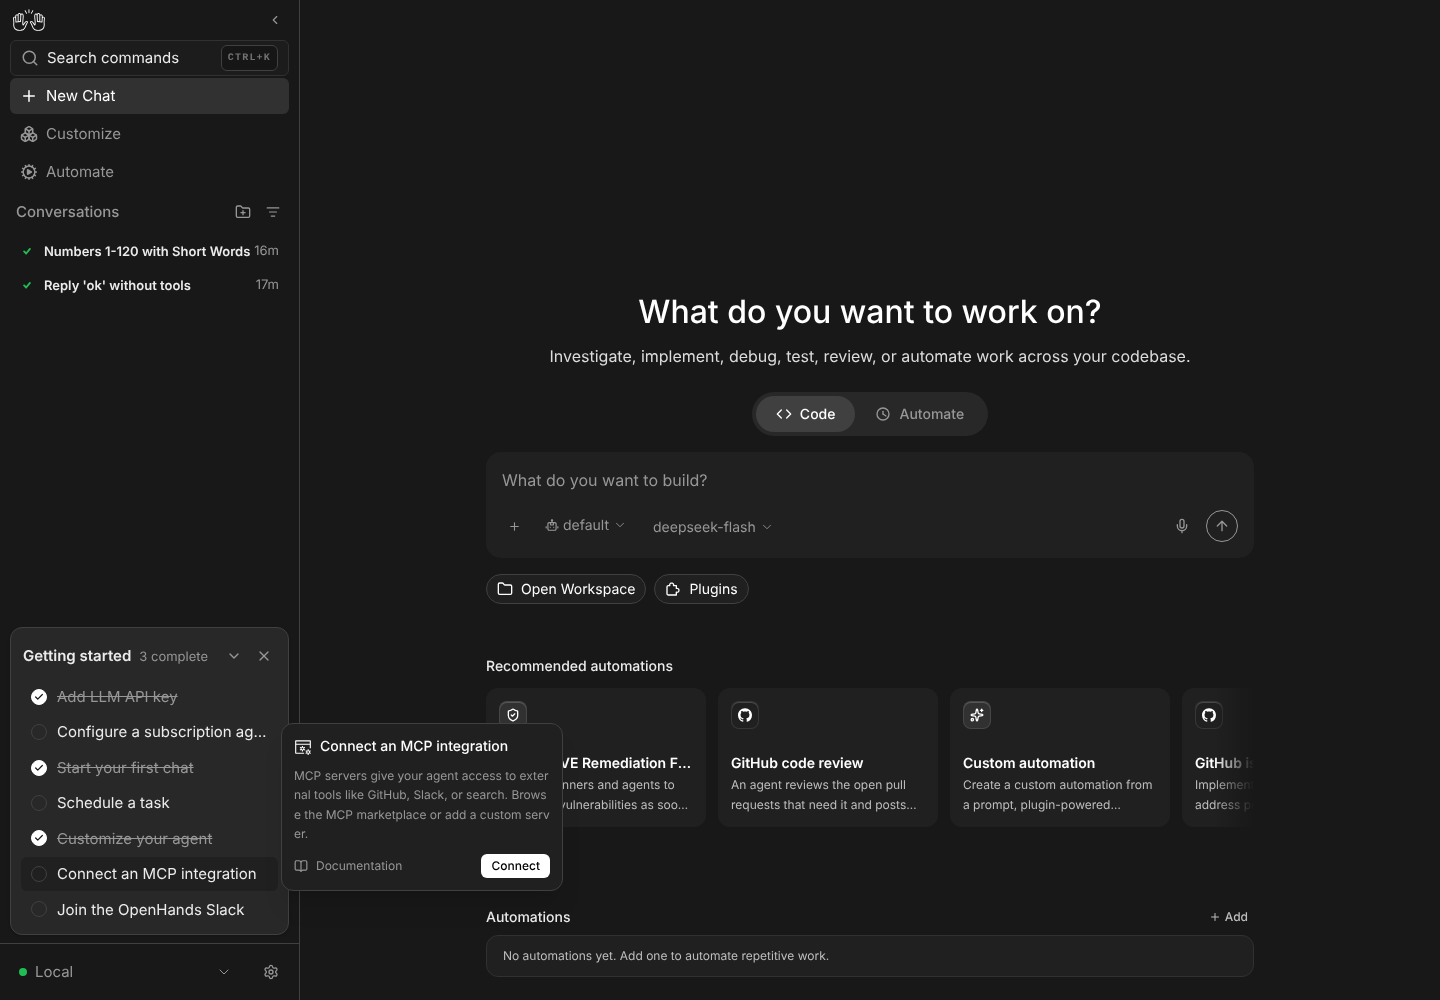 Search commands CTRL+K
New Chat
Customize
Automate
Conversations
Numbers 1-120 with Short Words 16m
Reply 'ok' without tools 17m
Getting started 3 complete
Add LLM API key
Configure a subscription ag...
Start your first chat
Schedule a task
Customize your agent
Connect an MCP integration
Join the OpenHands Slack
Local
What do you want to work on?
Investigate, implement, debug, test, review, or automate work across your codebase.
Code Automate
What do you want to build?
default deepseek-flash
Open Workspace Plugins
Recommended automations
VE Remediation F...
nners and agents to
vulnerabilities as soo...
GitHub code review
An agent reviews the open pull
requests that need it and posts...
Custom automation
Create a custom automation from
a prompt, plugin-powered...
GitHub is
Implemen
address p
Connect an MCP integration
MCP servers give your agent access to exter
nal tools like GitHub, Slack, or search. Brows
e the MCP marketplace or add a custom serv
er.
Documentation Connect
Automations + Add
No automations yet. Add one to automate repetitive work.